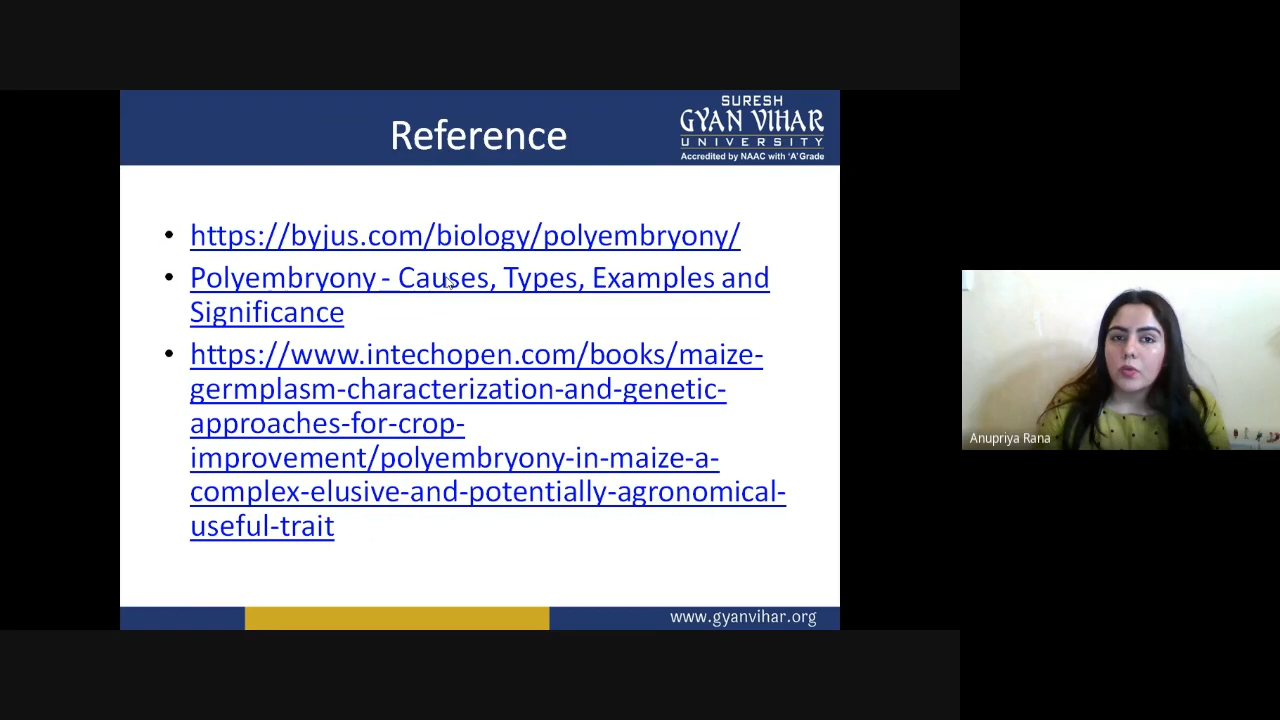 SURESH
GYAN VIHAR
UNIVERSITY
Accredited by NAAC with 'A' Grade
Reference
• https://byjus.com/biology/polyembryony/
• Polyembryony - Causes, Types, Examples and
Significance
• https://www.intechopen.com/books/maize-
germplasm-characterization-and-genetic-
approaches-for-crop-
improvement/polyembryony-in-maize-a-
complex-elusive-and-potentially-agronomical-
useful-trait
www.gyanvihar.org
Anupriya Rana